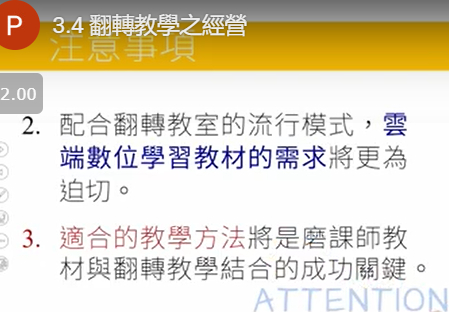 P 3.4 翻轉教學之經營
注意事項
2.00
2. 配合翻轉教室的流行模式，雲
端數位學習教材的需求將更為
迫切。
3. 適合的教學方法將是磨課師教
材與翻轉教學結合的成功關鍵。
ATTENTION